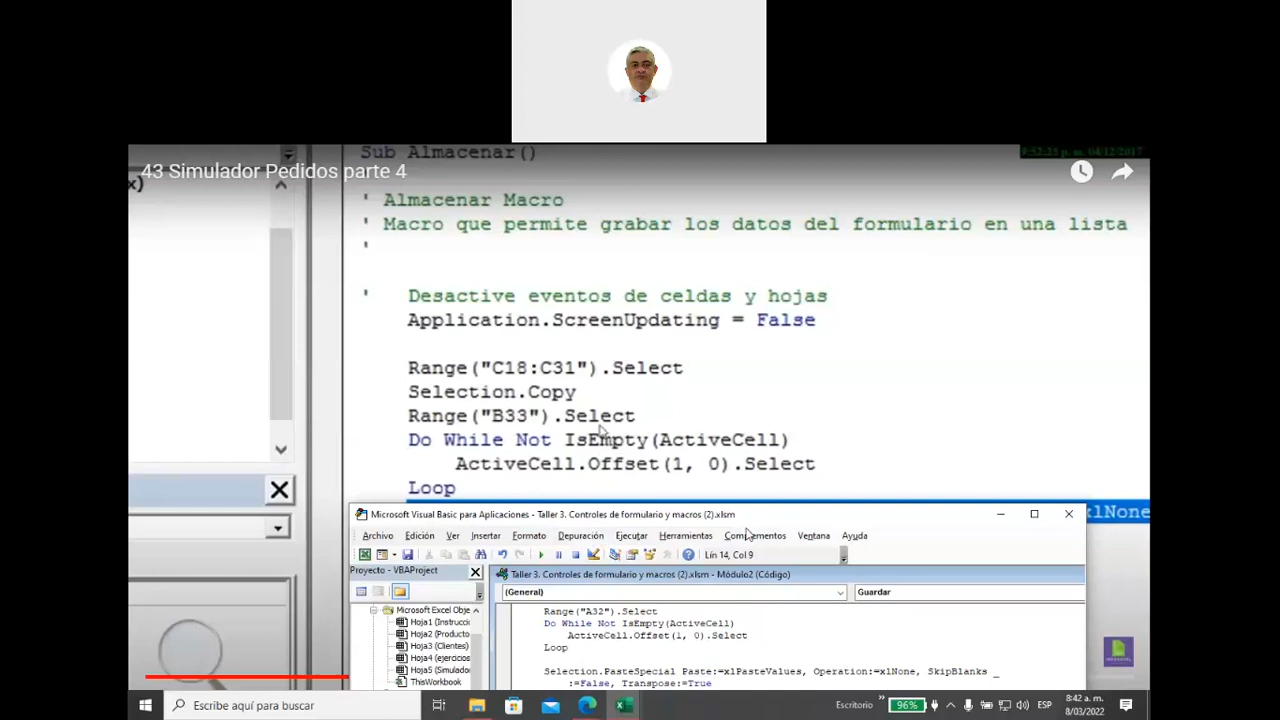 Sub Almacenar()
9:52:25 p. m. 04/12/2017
43 Simulador Pedidos parte 4
x)
' Almacenar Macro
' Macro que permite grabar los datos del formulario en una lista
'
' Desactive eventos de celdas y hojas
Application.ScreenUpdating = False
Range("C18:C31").Select
Selection.Copy
Range("B33").Select
Do While Not IsEmpty(ActiveCell)
ActiveCell.Offset(1, 0).Select
Loop
xlNone
Microsoft Visual Basic para Aplicaciones - Taller 3. Controles de formulario y macros (2).xlsm
Archivo Edición Ver Insertar Formato Depuración Ejecutar Herramientas Complementos Ventana Ayuda
Lín 14, Col 9
Proyecto - VBAProject
Taller 3. Controles de formulario y macros (2).xlsm - Módulo2 (Código)
(General) Guardar
Microsoft Excel Obje
Hoja1 (Instrucci
Hoja2 (Producto
Hoja3 (Clientes)
Hoja4 (ejercicios
Hoja5 (Simulado
ThisWorkbook
Range("A32").Select
Do While Not IsEmpty(ActiveCell)
ActiveCell.Offset(1, 0).Select
Loop
Selection.PasteSpecial Paste:=xlPasteValues, Operation:=xlNone, SkipBlanks _
:=False, Transpose:=True
Escribe aquí para buscar
Escritorio
96%
ESP
8:42 a. m.
8/03/2022